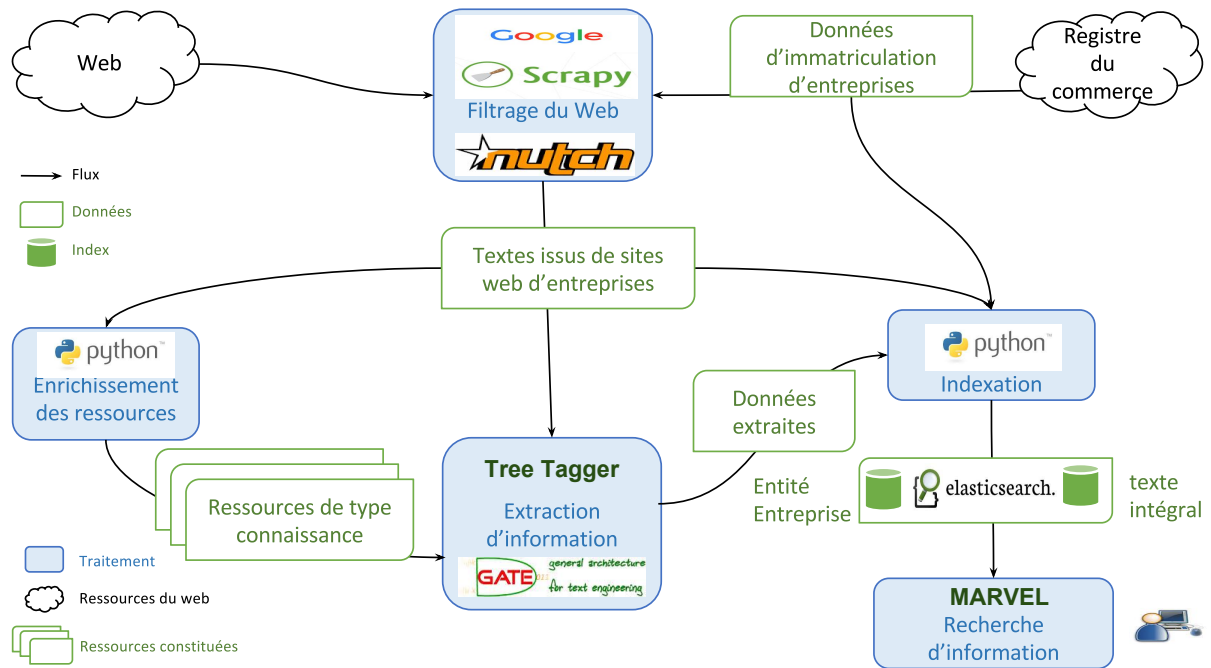 Web
Google
Scrapy
Filtrage du Web
nutch
Données
d’immatriculation
d’entreprises
Registre
du
commerce
Flux
Données
Index
Textes issus de sites
web d’entreprises
python™
Enrichissement
des ressources
python™
Indexation
Données
extraites
Tree Tagger
Extraction
d’information
GATE
general architecture
for text engineering
Ressources de type
connaissance
Entité
Entreprise
elasticsearch.
texte
intégral
Traitement
Ressources du web
Ressources constituées
MARVEL
Recherche
d’information